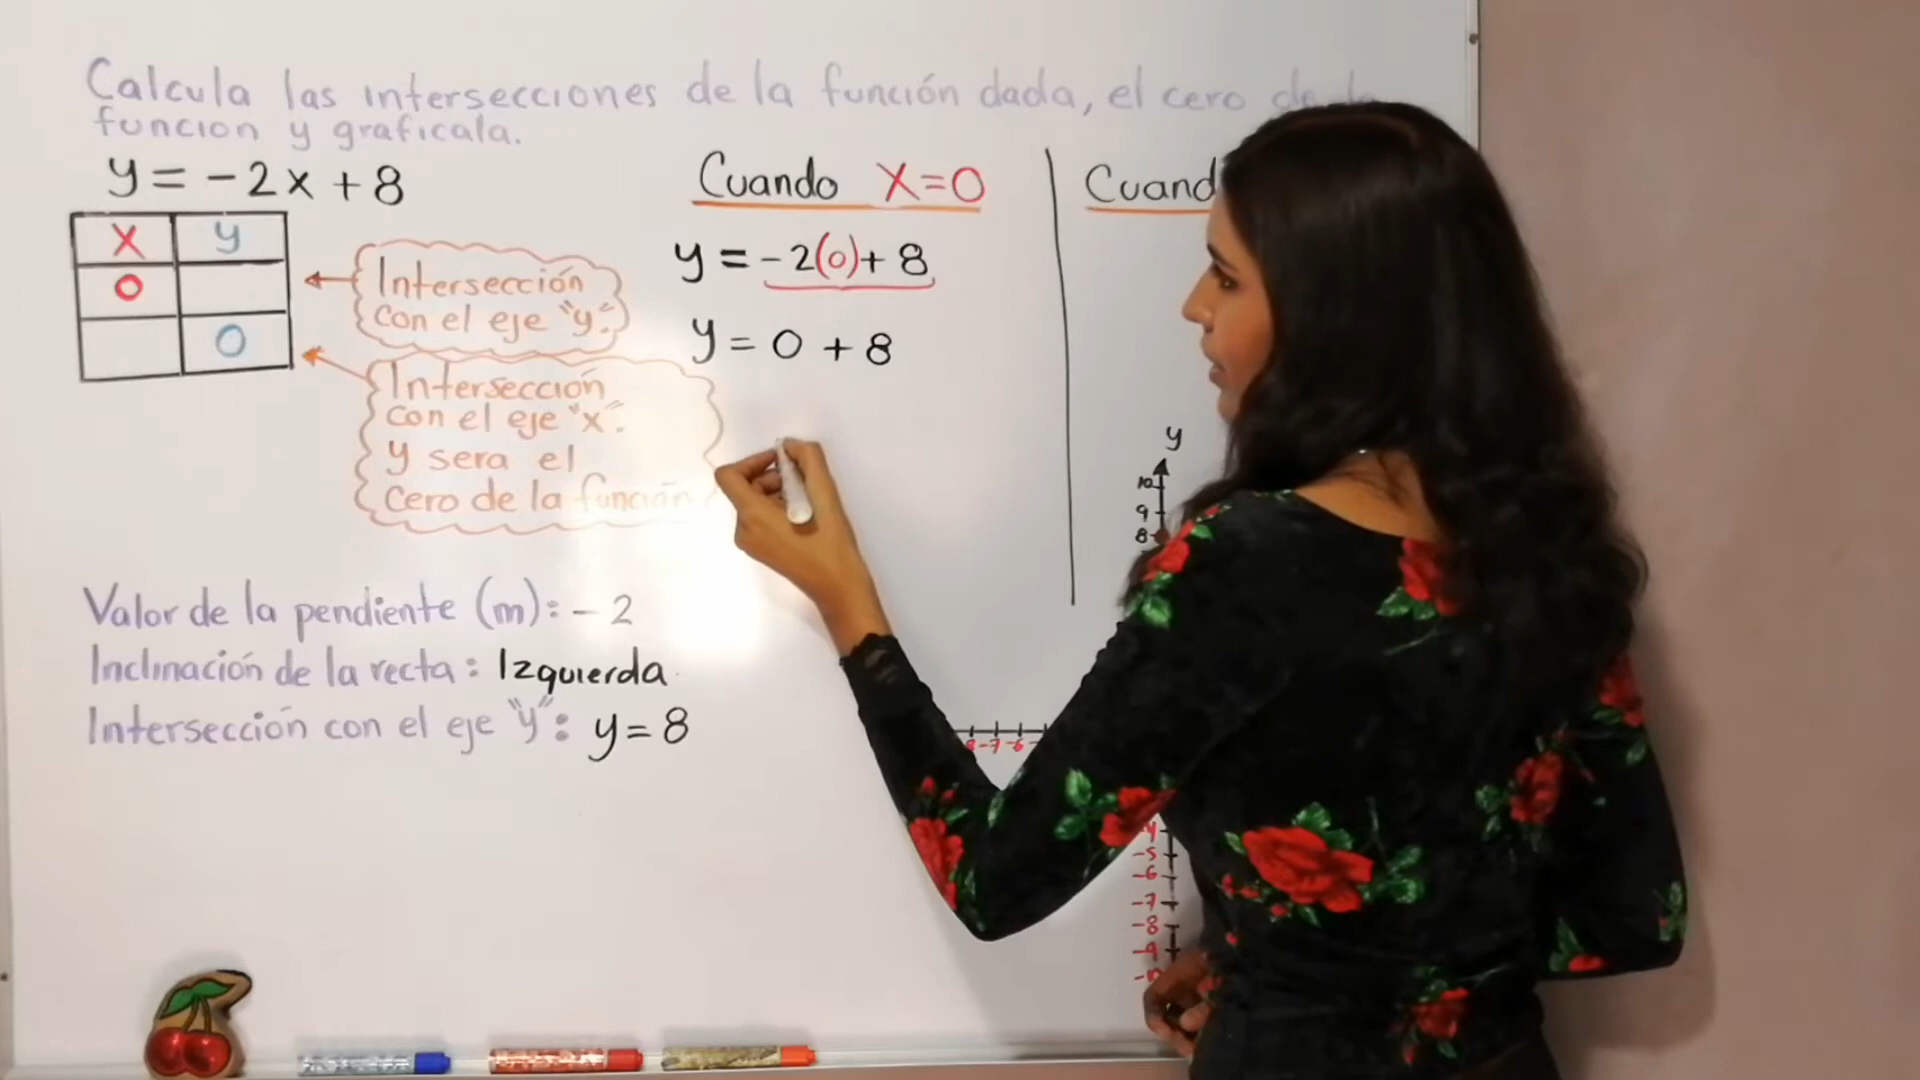 Calcula las intersecciones de la función dada, el cero de la
funcion y graficala.
y = -2x + 8
x y
0
0
Intersección
con el eje "y".
Intersección
con el eje "x".
y sera el
cero de la función
Valor de la pendiente (m): -2
Inclinación de la recta: Izquierda
Intersección con el eje "y": y = 8
Cuando x=0
y = -2(0)+ 8
y = 0 + 8
Cuand
y
10
9
8
-8 -7 -6
-4
-5
-6
-7
-8
-9
-10